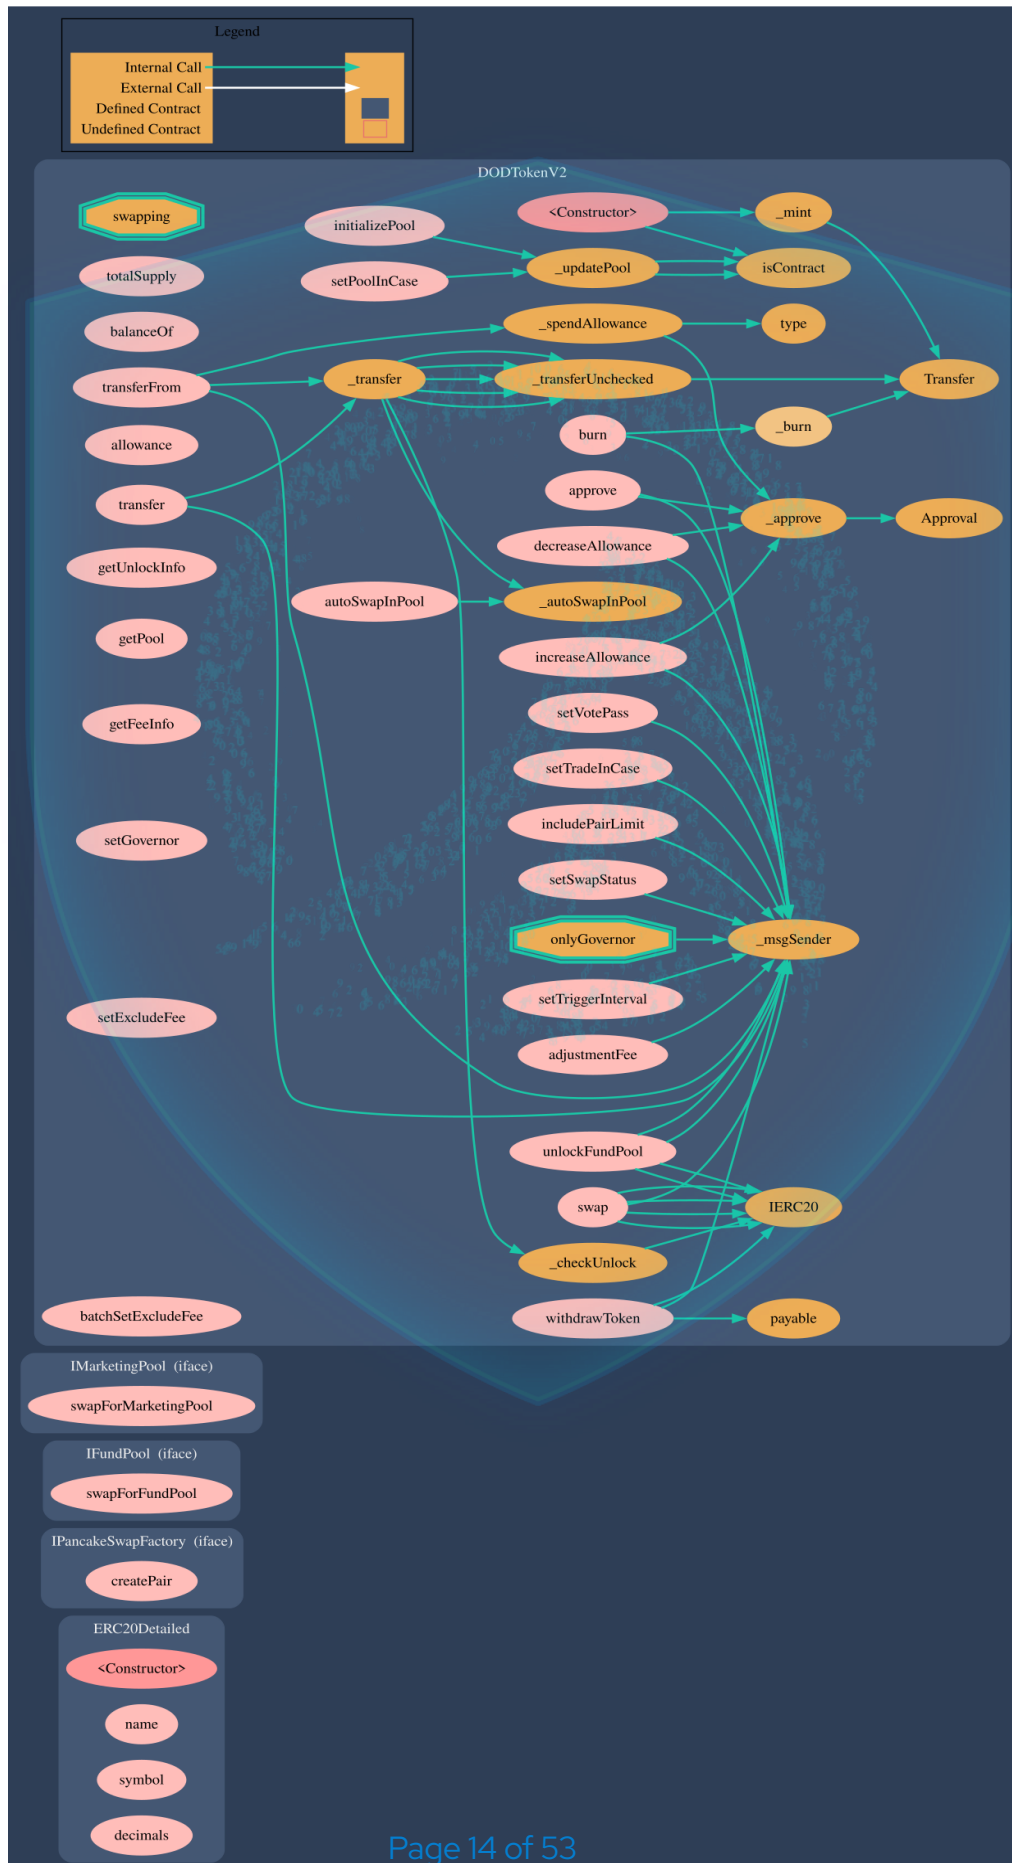 Legend
Internal Call
External Call
Defined Contract
Undefined Contract
DODTokenV2
swapping
initializePool
<Constructor>
_mint
totalSupply
setPoolInCase
_updatePool
isContract
balanceOf
_spendAllowance
type
transferFrom
_transfer
_transferUnchecked
Transfer
allowance
burn
_burn
transfer
approve
_approve
Approval
getUnlockInfo
decreaseAllowance
autoSwapInPool
_autoSwapInPool
getPool
increaseAllowance
getFeeInfo
setVotePass
setTradeInCase
setGovernor
includePairLimit
setSwapStatus
onlyGovernor
_msgSender
setExcludeFee
setTriggerInterval
adjustmentFee
unlockFundPool
swap
IERC20
_checkUnlock
batchSetExcludeFee
withdrawToken
payable
IMarketingPool (iface)
swapForMarketingPool
IFundPool (iface)
swapForFundPool
IPancakeSwapFactory (iface)
createPair
ERC20Detailed
<Constructor>
name
symbol
decimals
Page 14 of 53